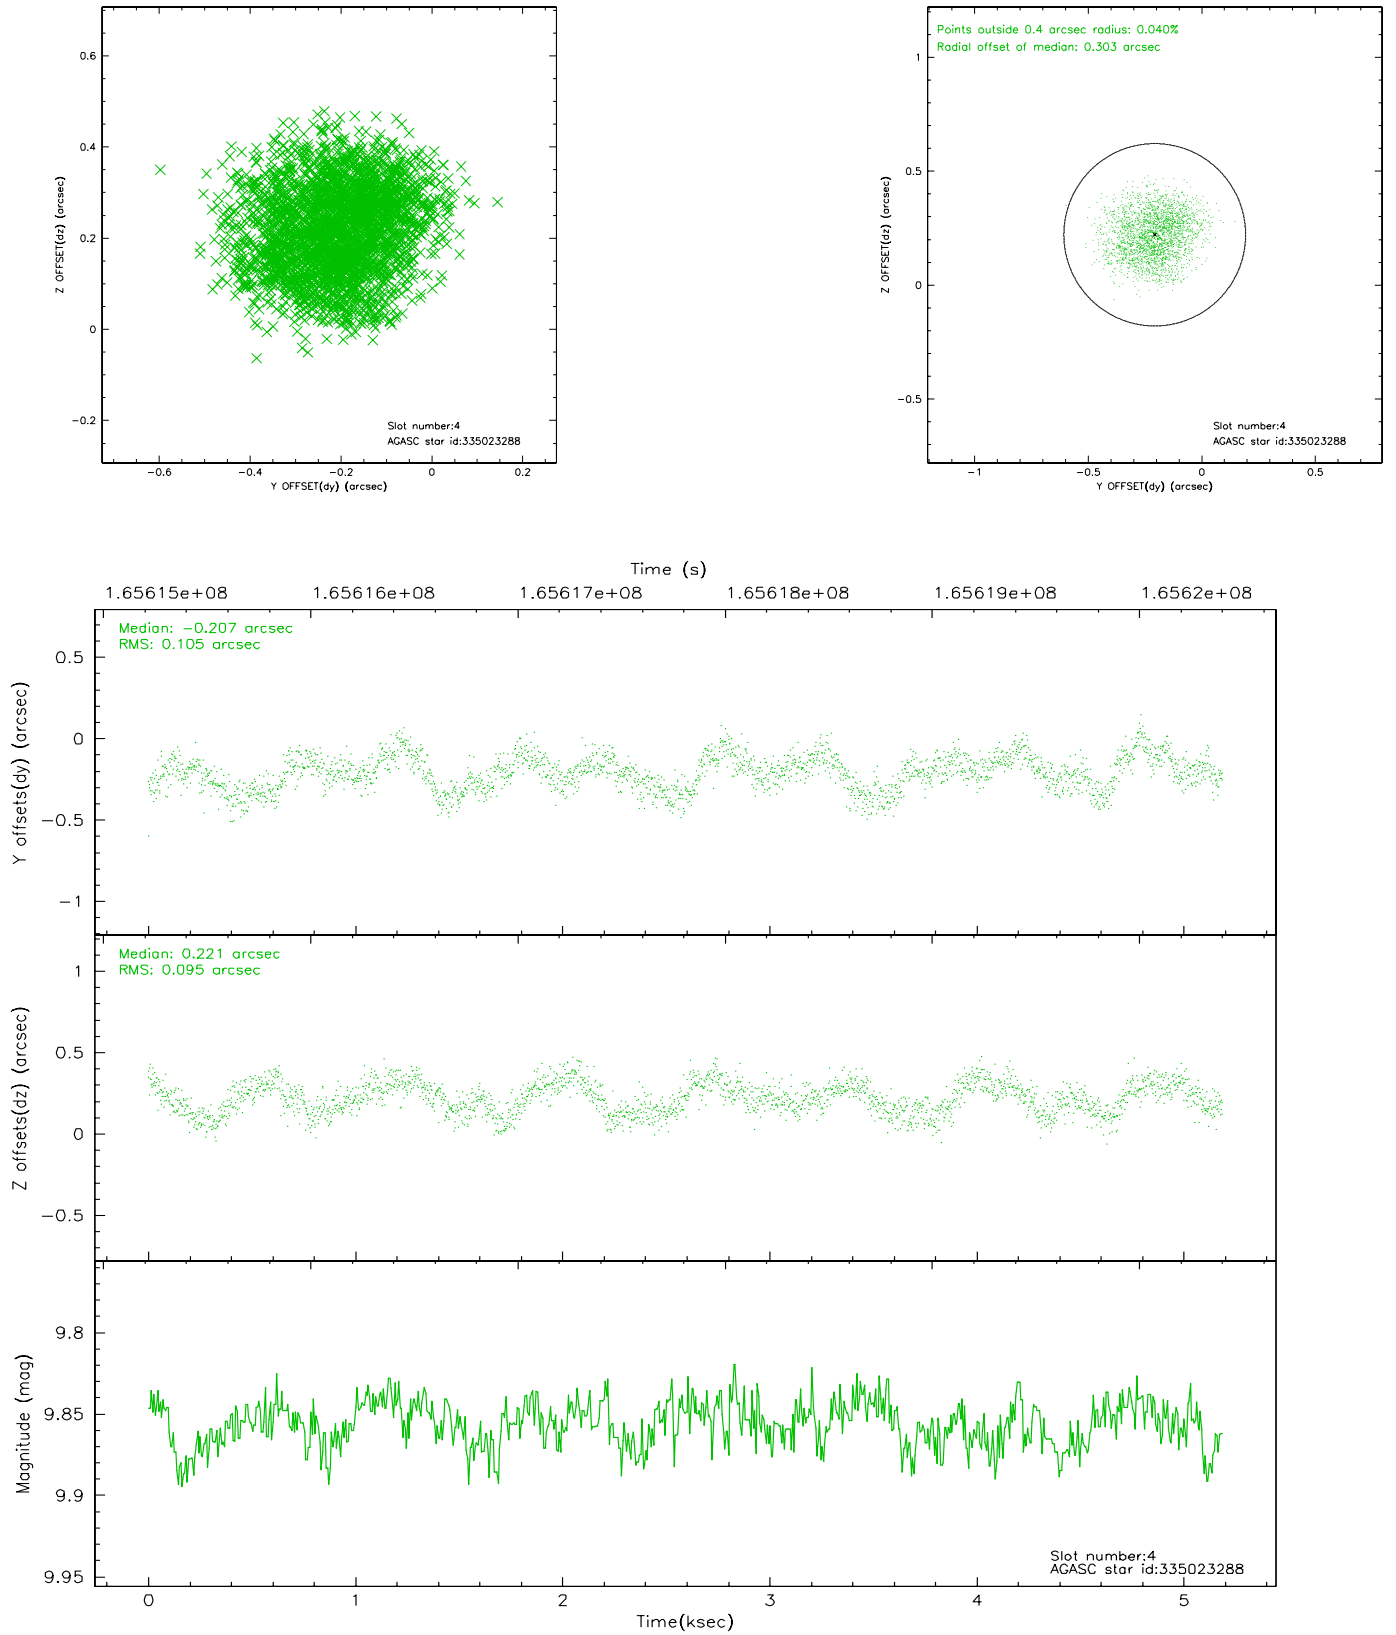 0.6
0.4
0.2
0
−0.2
Z OFFSET(dz) (arcsec)
Slot number:4
AGASC star id:335023288
−0.6 −0.4 −0.2 0 0.2
Y OFFSET(dy) (arcsec)
Points outside 0.4 arcsec radius: 0.040%
Radial offset of median: 0.303 arcsec
1
0.5
0
−0.5
Z OFFSET(dz) (arcsec)
Slot number:4
AGASC star id:335023288
−1 −0.5 0 0.5
Y OFFSET(dy) (arcsec)
Time (s)
1.65615e+08 1.65616e+08 1.65617e+08 1.65618e+08 1.65619e+08 1.6562e+08
Median: −0.207 arcsec
RMS: 0.105 arcsec
0.5
0
−0.5
−1
Y offsets(dy) (arcsec)
Median: 0.221 arcsec
RMS: 0.095 arcsec
1
0.5
0
−0.5
Z offsets(dz) (arcsec)
9.8
9.85
9.9
9.95
Magnitude (mag)
Slot number:4
AGASC star id:335023288
0 1 2 3 4 5
Time(ksec)